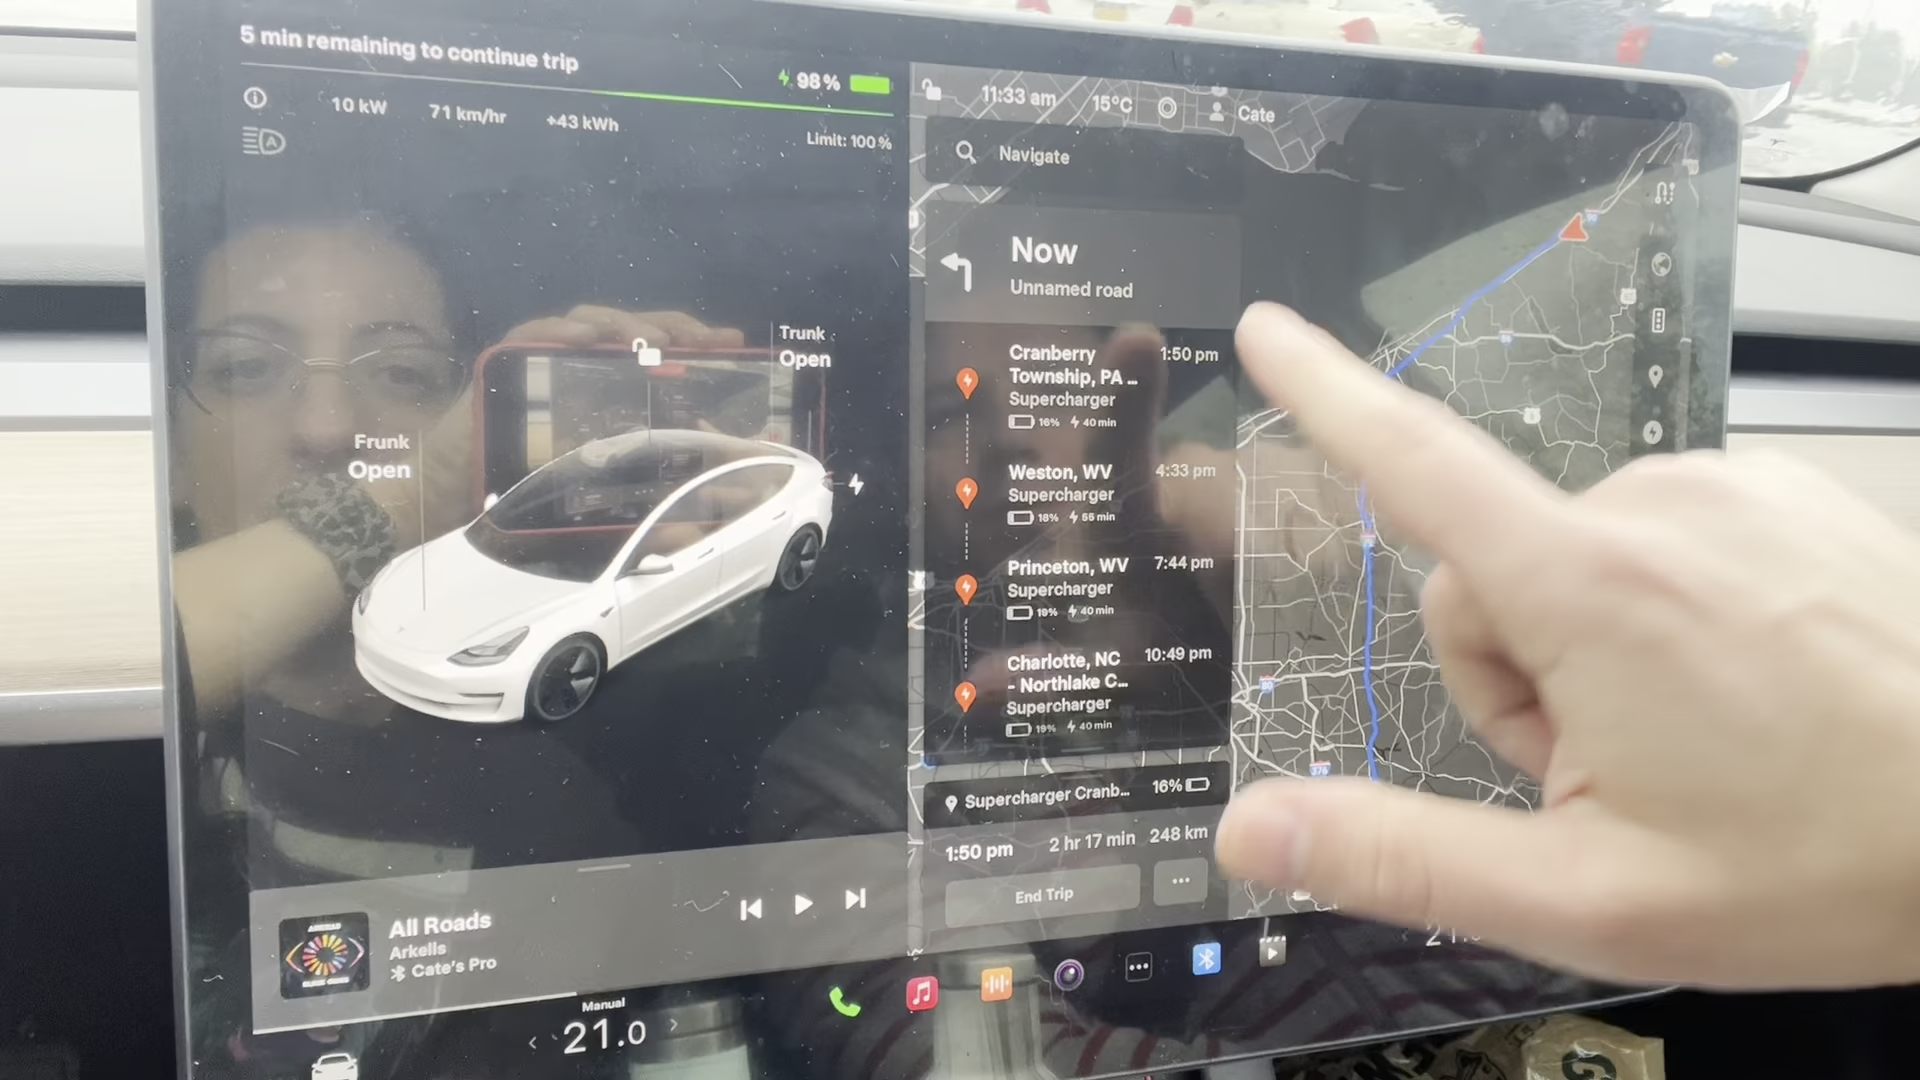 5 min remaining to continue trip
98%
10 kW 71 km/hr +43 kWh
Limit: 100%
Trunk
Open
Frunk
Open
11:33 am 15°C Cate
Navigate
Now
Unnamed road
Cranberry 1:50 pm
Township, PA ...
Supercharger
16% 40 min
Weston, WV 4:33 pm
Supercharger
18% 55 min
Princeton, WV 7:44 pm
Supercharger
19% 40 min
Charlotte, NC 10:49 pm
- Northlake C...
Supercharger
19% 40 min
Supercharger Cranb... 16%
1:50 pm 2 hr 17 min 248 km
End Trip
90
80
376
All Roads
Arkells
Cate's Pro
Manual
21.0